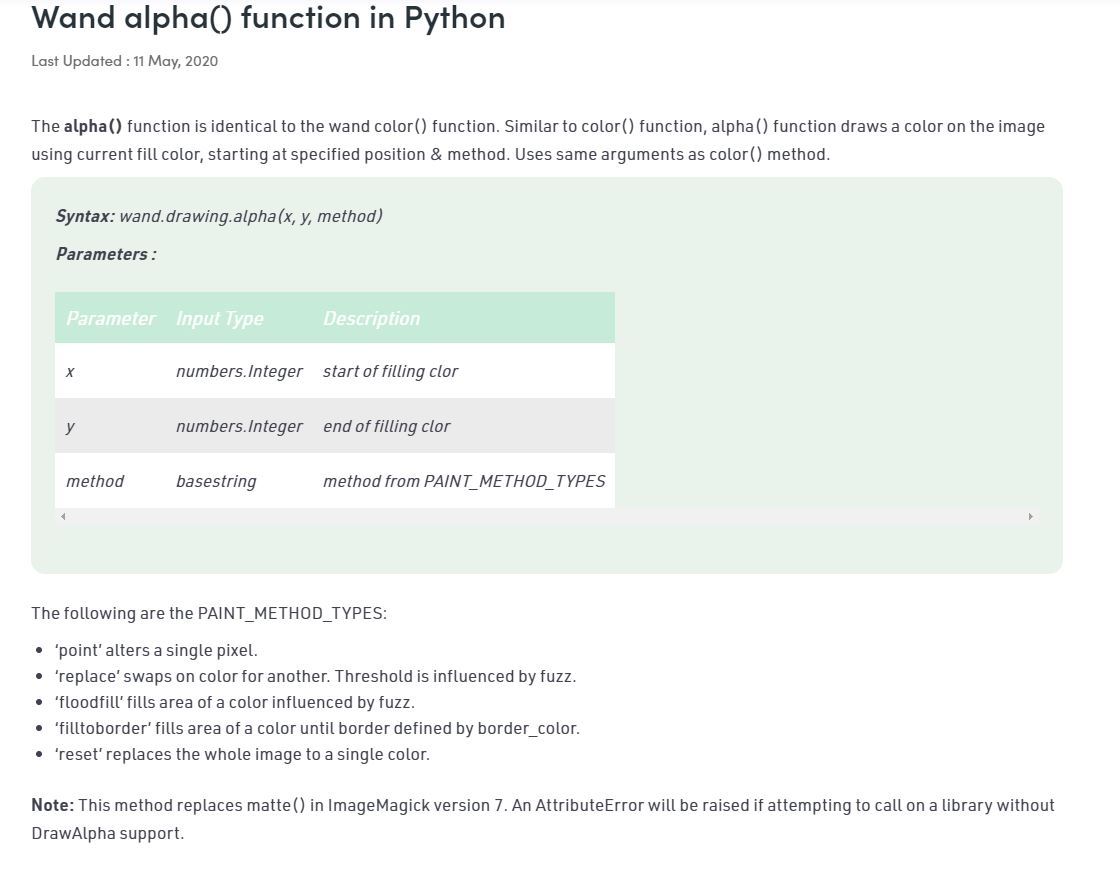 Wand alpha() function in Python
Last Updated : 11 May, 2020
The alpha() function is identical to the wand color() function. Similar to color() function, alpha() function draws a color on the image
using current fill color, starting at specified position & method. Uses same arguments as color() method.
Syntax: wand.drawing.alpha(x, y, method)
Parameters :
Parameter Input Type Description
x numbers.Integer start of filling clor
y numbers.Integer end of filling clor
method basestring method from PAINT_METHOD_TYPES
The following are the PAINT_METHOD_TYPES:
• ‘point’ alters a single pixel.
• ‘replace’ swaps on color for another. Threshold is influenced by fuzz.
• ‘floodfill’ fills area of a color influenced by fuzz.
• ‘filltoborder’ fills area of a color until border defined by border_color.
• ‘reset’ replaces the whole image to a single color.
Note: This method replaces matte() in ImageMagick version 7. An AttributeError will be raised if attempting to call on a library without
DrawAlpha support.